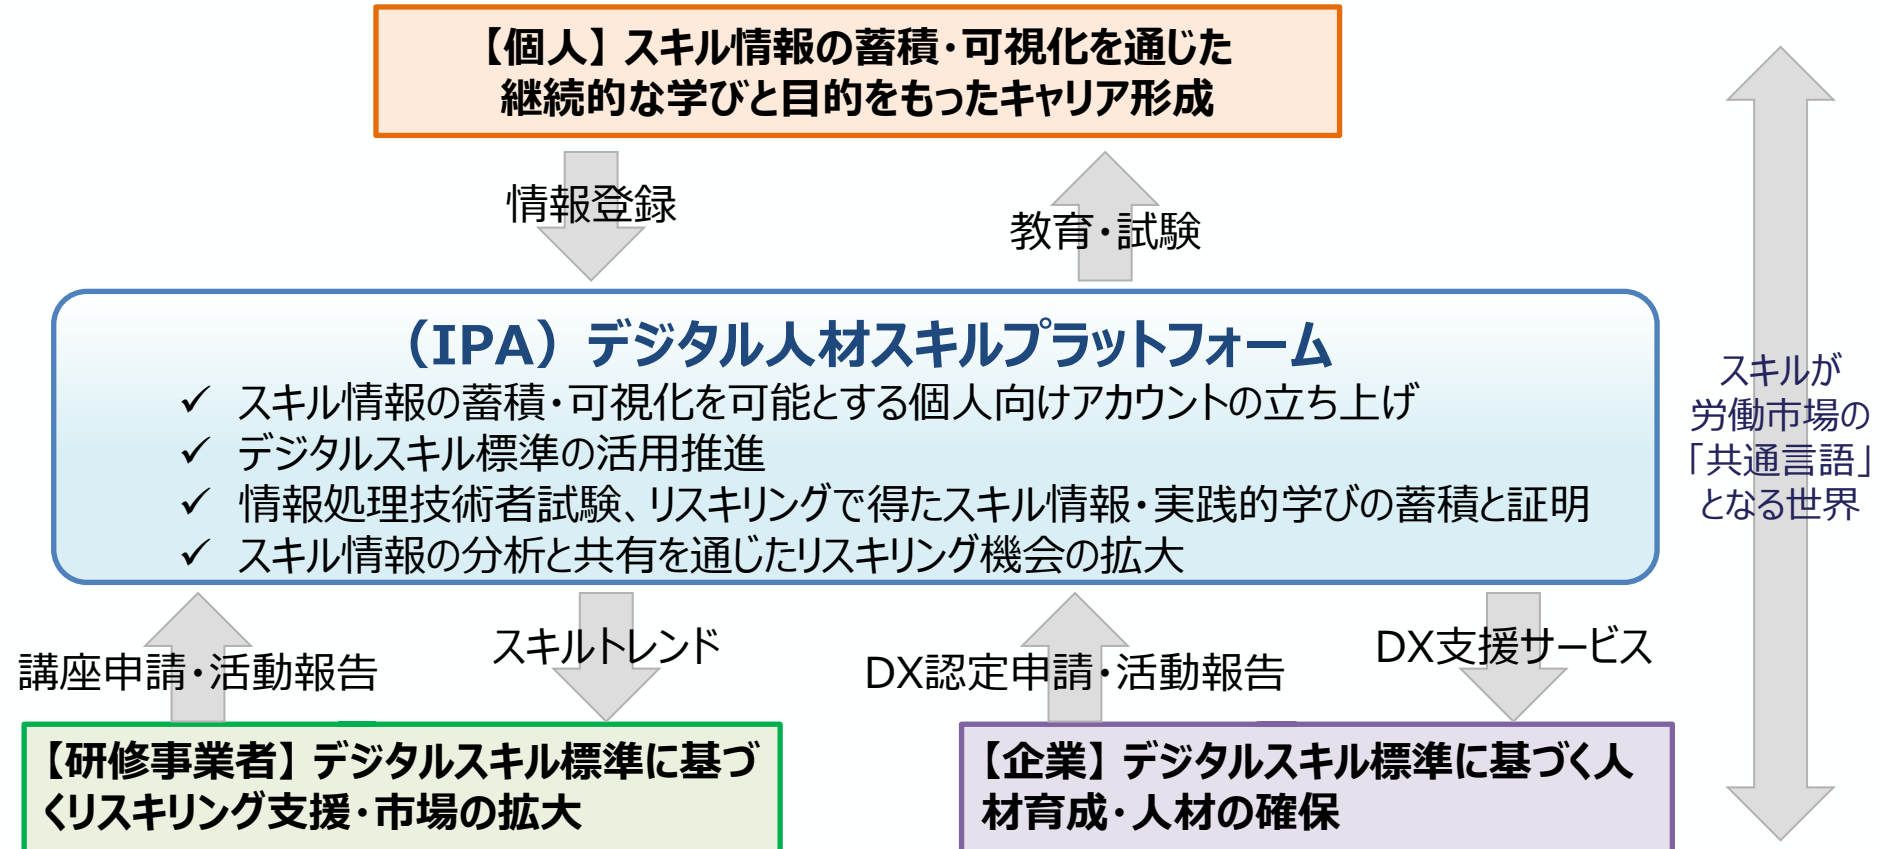 【個人】スキル情報の蓄積・可視化を通じた
継続的な学びと目的をもったキャリア形成
情報登録
教育・試験
（IPA）デジタル人材スキルプラットフォーム
✓ スキル情報の蓄積・可視化を可能とする個人向けアカウントの立ち上げ
✓ デジタルスキル標準の活用推進
✓ 情報処理技術者試験、リスキリングで得たスキル情報・実践的学びの蓄積と証明
✓ スキル情報の分析と共有を通じたリスキリング機会の拡大
スキルが
労働市場の
「共通言語」
となる世界
講座申請・活動報告
スキルトレンド
DX認定申請・活動報告
DX支援サービス
【研修事業者】デジタルスキル標準に基づ
くリスキリング支援・市場の拡大
【企業】デジタルスキル標準に基づく人
材育成・人材の確保